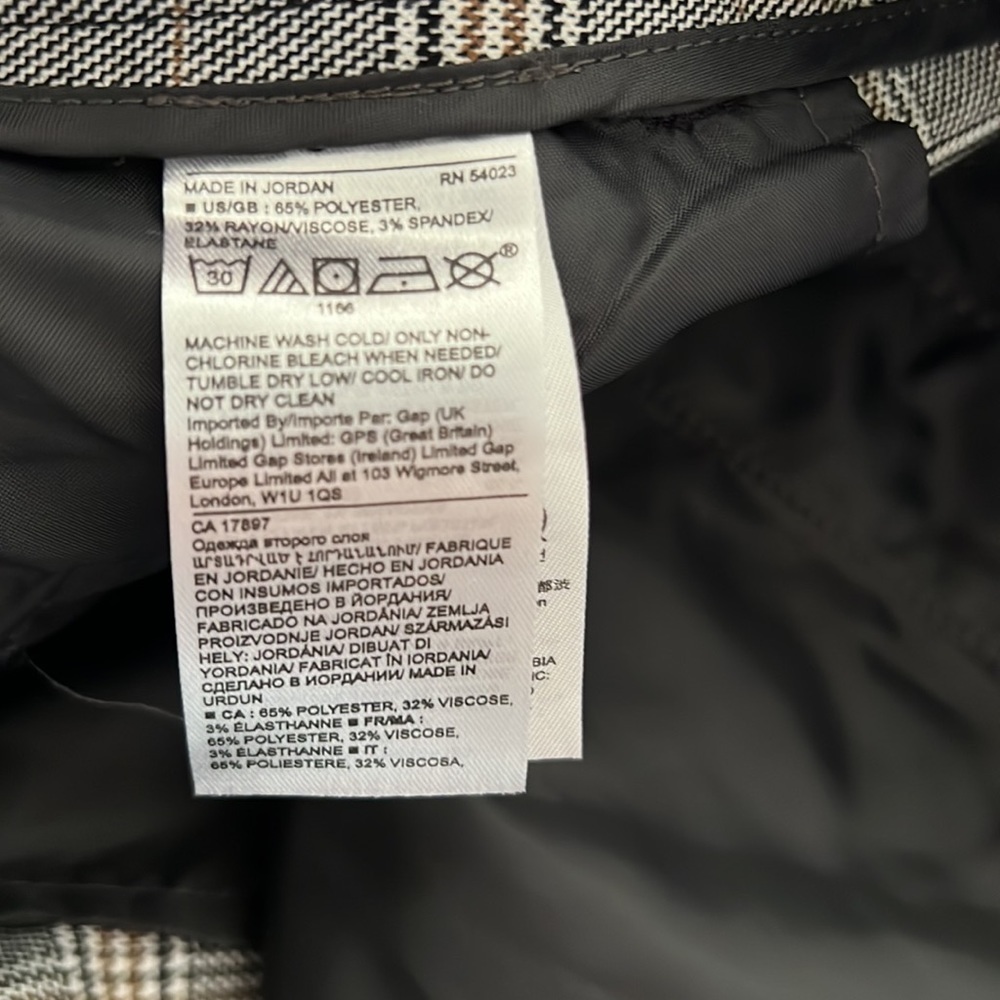 MADE IN JORDAN RN 54023
■ US/GB : 65% POLYESTER,
32% RAYON/VISCOSE, 3% SPANDEX/
ELASTANE
30 ®
1166
MACHINE WASH COLD/ ONLY NON-
CHLORINE BLEACH WHEN NEEDED/
TUMBLE DRY LOW/ COOL IRON/ DO
NOT DRY CLEAN
Imported By/Importe Par: Gap (UK
Holdings) Limited: GPS (Great Britain)
Limited Gap Stores (Ireland) Limited Gap
Europe Limited All at 103 Wigmore Street,
London, W1U 1QS
CA 17897
Одежда второго слоя
ԱՐՏԱԴՐՎԱԾ Է ՀՈՐԴԱՆԱՆՈՒՄ/ FABRIQUE
EN JORDANIE/ HECHO EN JORDANIA
CON INSUMOS IMPORTADOS/
ПРОИЗВЕДЕНО В ЙОРДАНИЯ/
FABRICADO NA JORDÂNIA/ ZEMLJA
PROIZVODNJE JORDAN/ SZÁRMAZÁSI
HELY: JORDÁNIA/ DIBUAT DI
YORDANIA/ FABRICAT ÎN IORDANIA/
СДЕЛАНО В ИОРДАНИИ/ MADE IN
URDUN
■ CA : 65% POLYESTER, 32% VISCOSE,
3% ÉLASTHANNE ■ FR/MA :
65% POLYESTER, 32% VISCOSE,
3% ÉLASTHANNE ■ IT :
65% POLIESTERE, 32% VISCOSA,
BIA
IC: